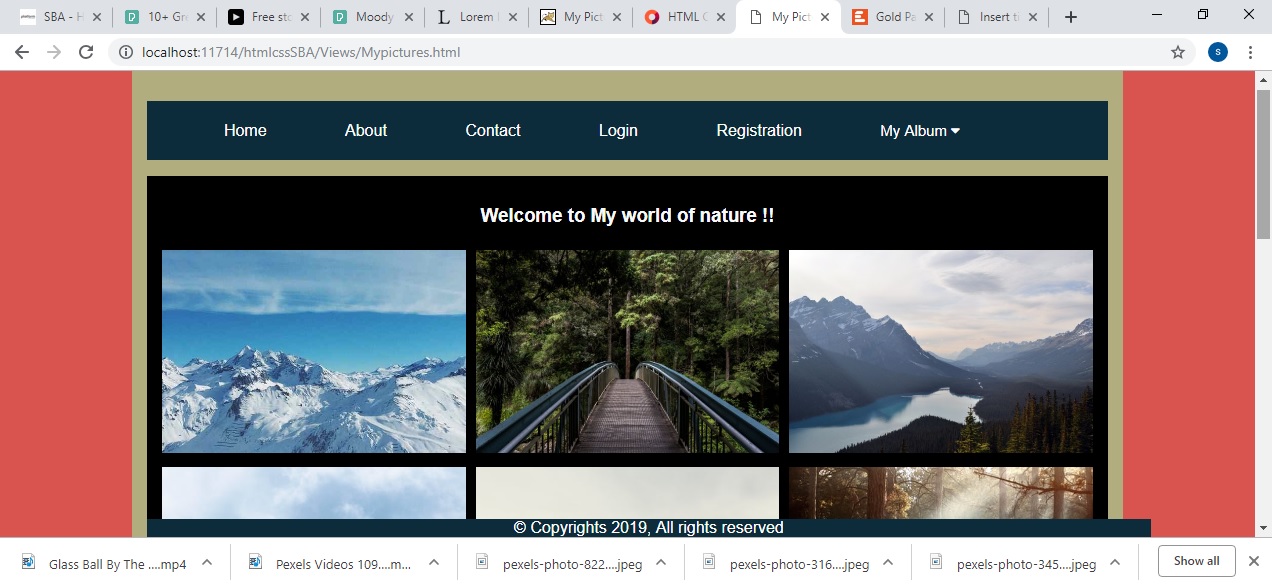 SBA - H
10+ Gre
Free sto
Moody
Lorem I
My Pict
HTML C
My Pict
Gold Pa
Insert ti
localhost:11714/htmlcssSBA/Views/Mypictures.html
S
Home About Contact Login Registration My Album
Welcome to My world of nature !!
© Copyrights 2019, All rights reserved
Glass Ball By The ....mp4
Pexels Videos 109....m...
pexels-photo-822....jpeg
pexels-photo-316....jpeg
pexels-photo-345....jpeg
Show all